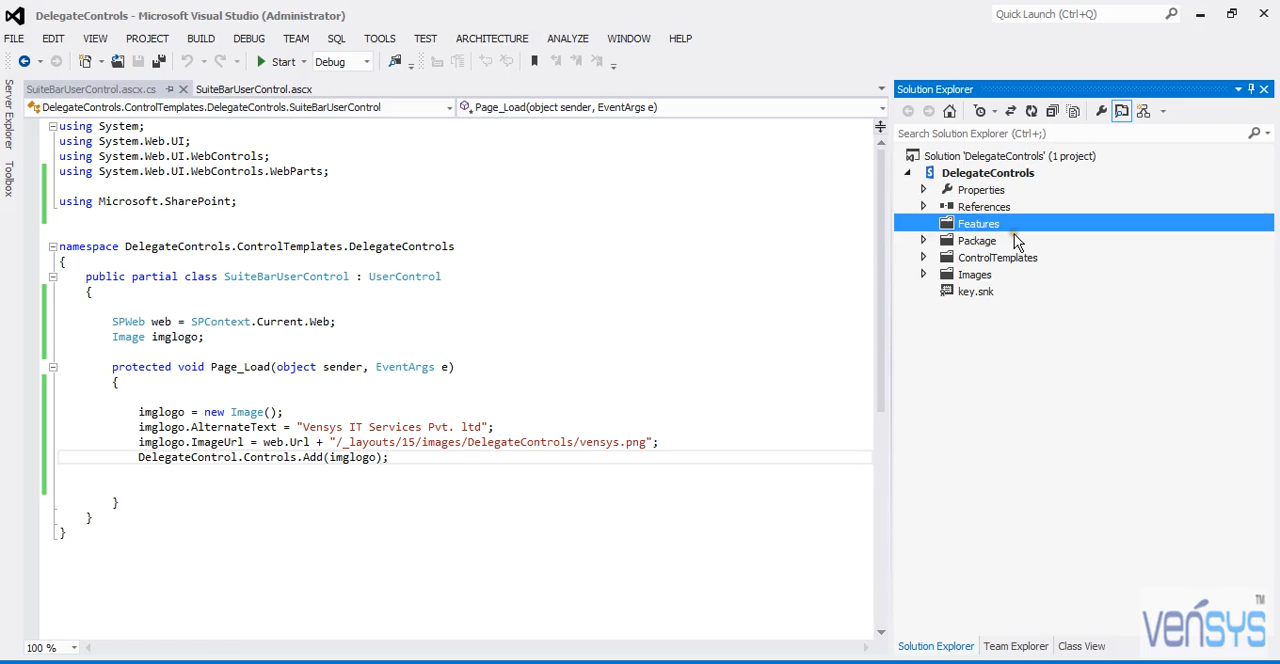 DelegateControls - Microsoft Visual Studio (Administrator)
Quick Launch (Ctrl+Q)
FILE EDIT VIEW PROJECT BUILD DEBUG TEAM SQL TOOLS TEST ARCHITECTURE ANALYZE WINDOW HELP
Start Debug
Server Explorer
Toolbox
SuiteBarUserControl.ascx.cs SuiteBarUserControl.ascx
DelegateControls.ControlTemplates.DelegateControls.SuiteBarUserControl Page_Load(object sender, EventArgs e)
using System;
using System.Web.UI;
using System.Web.UI.WebControls;
using System.Web.UI.WebControls.WebParts;
using Microsoft.SharePoint;
namespace DelegateControls.ControlTemplates.DelegateControls
{
public partial class SuiteBarUserControl : UserControl
{
SPWeb web = SPContext.Current.Web;
Image imglogo;
protected void Page_Load(object sender, EventArgs e)
{
imglogo = new Image();
imglogo.AlternateText = "Vensys IT Services Pvt. ltd";
imglogo.ImageUrl = web.Url + "/_layouts/15/images/DelegateControls/vensys.png";
DelegateControl.Controls.Add(imglogo);
}
}
}
100 %
Solution Explorer
Search Solution Explorer (Ctrl+;)
Solution 'DelegateControls' (1 project)
DelegateControls
Properties
References
Features
Package
ControlTemplates
Images
key.snk
vensys TM
Solution Explorer Team Explorer Class View